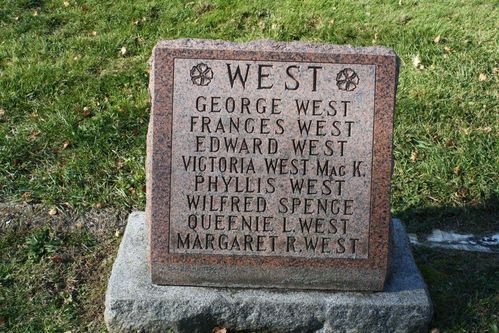 WEST
GEORGE WEST
FRANCES WEST
EDWARD WEST
VICTORIA WEST MAC K.
PHYLLIS WEST
WILFRED SPENCE
QUEENIE L. WEST
MARGARET R. WEST